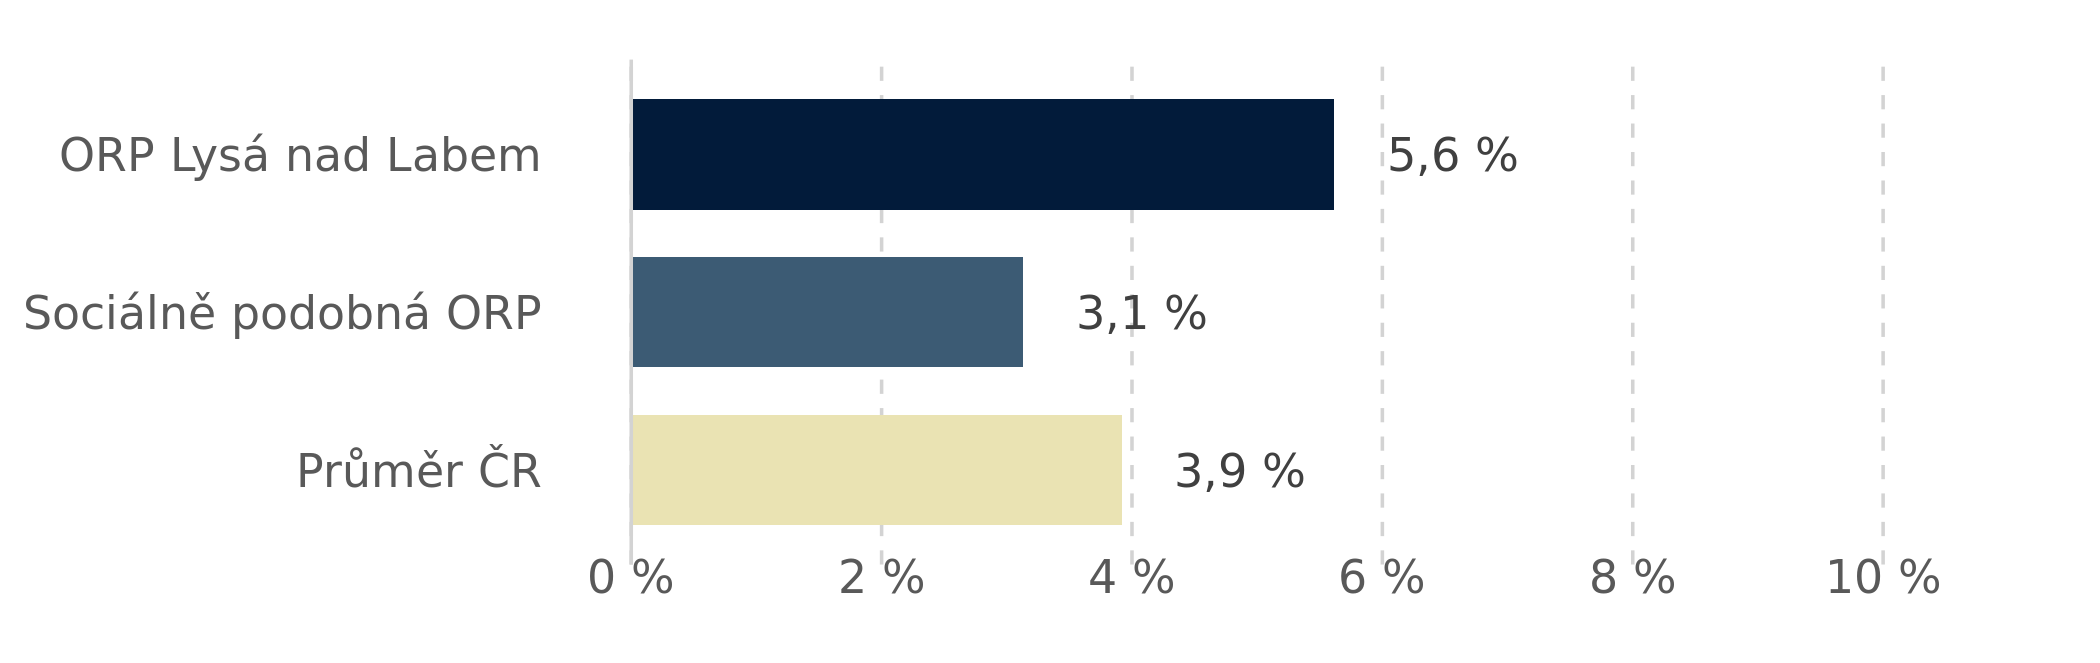 ORP Lysá nad Labem
5,6 %
Sociálně podobná ORP
3,1 %
Průměr ČR
3,9 %
0 % 2 % 4 % 6 % 8 % 10 %